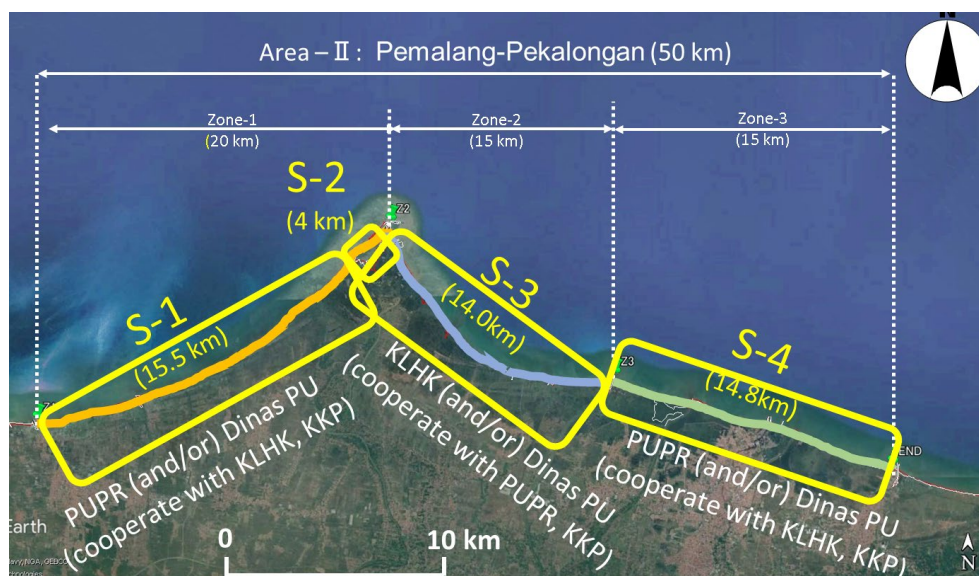 N
Area – Ⅱ : Pemalang-Pekalongan (50 km)
Zone-1
(20 km)
Zone-2
(15 km)
Zone-3
(15 km)
S-2
(4 km)
Z2
S-1
(15.5 km)
S-3
(14.0km)
S-4
(14.8km)
Z3
END
PUPR (and/or) Dinas PU
(cooperate with KLHK, KKP)
KLHK (and/or) Dinas PU
(cooperate with PUPR, KKP)
PUPR (and/or) Dinas PU
(cooperate with KLHK, KKP)
Earth
0
10 km
N